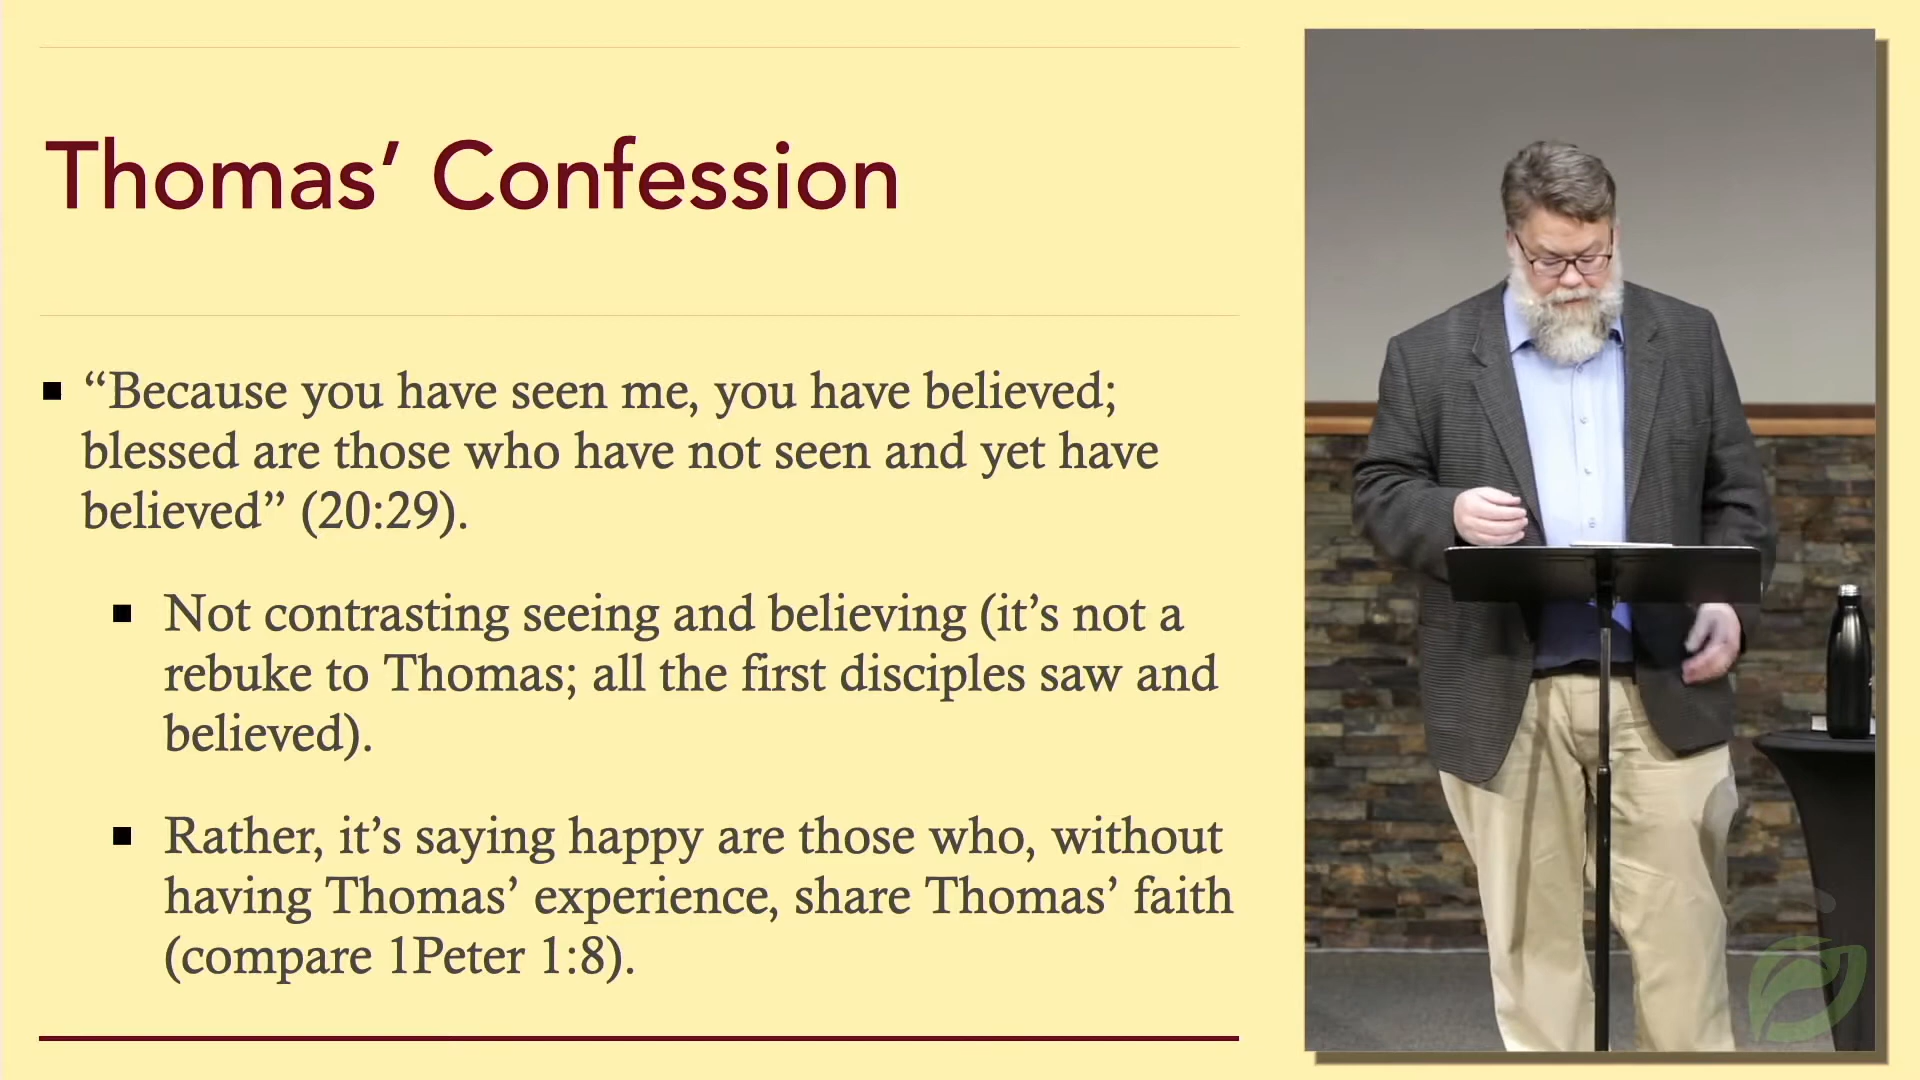 Thomas’ Confession
▪ “Because you have seen me, you have believed;
blessed are those who have not seen and yet have
believed” (20:29).
▪ Not contrasting seeing and believing (it’s not a
rebuke to Thomas; all the first disciples saw and
believed).
▪ Rather, it’s saying happy are those who, without
having Thomas’ experience, share Thomas’ faith
(compare 1Peter 1:8).